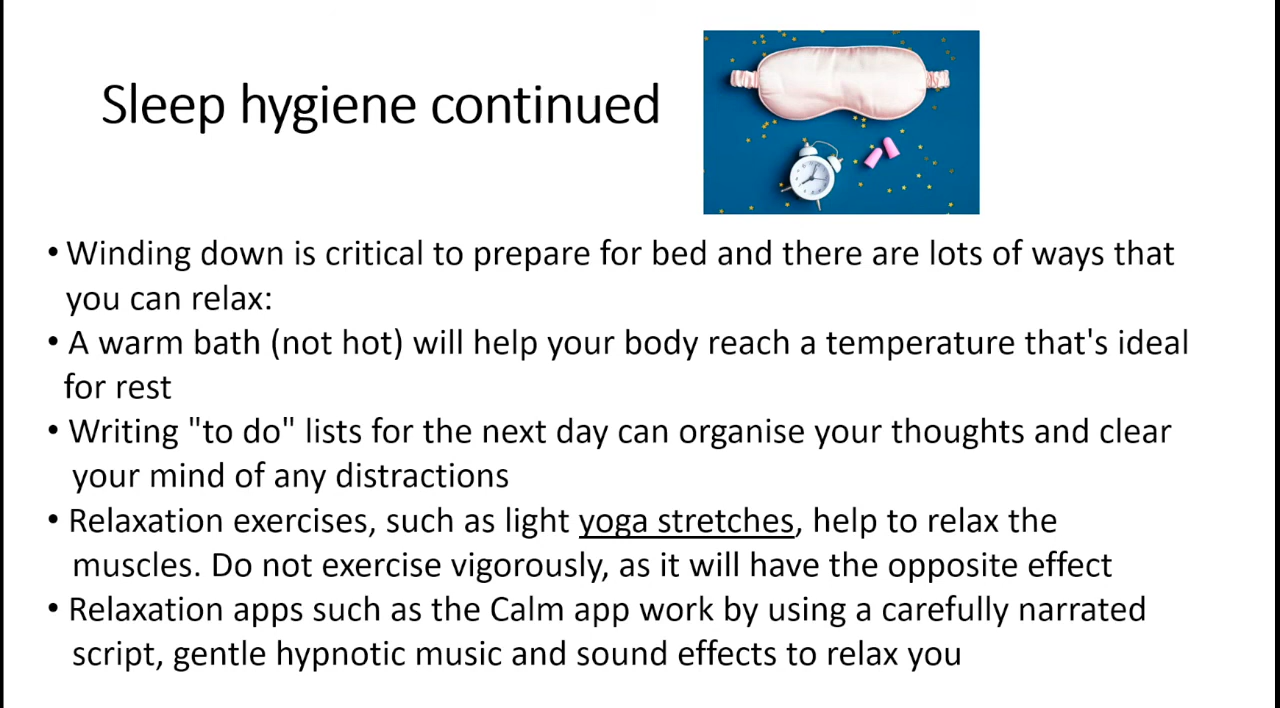 Sleep hygiene continued
• Winding down is critical to prepare for bed and there are lots of ways that
you can relax:
• A warm bath (not hot) will help your body reach a temperature that's ideal
for rest
• Writing "to do" lists for the next day can organise your thoughts and clear
your mind of any distractions
• Relaxation exercises, such as light yoga stretches, help to relax the
muscles. Do not exercise vigorously, as it will have the opposite effect
• Relaxation apps such as the Calm app work by using a carefully narrated
script, gentle hypnotic music and sound effects to relax you